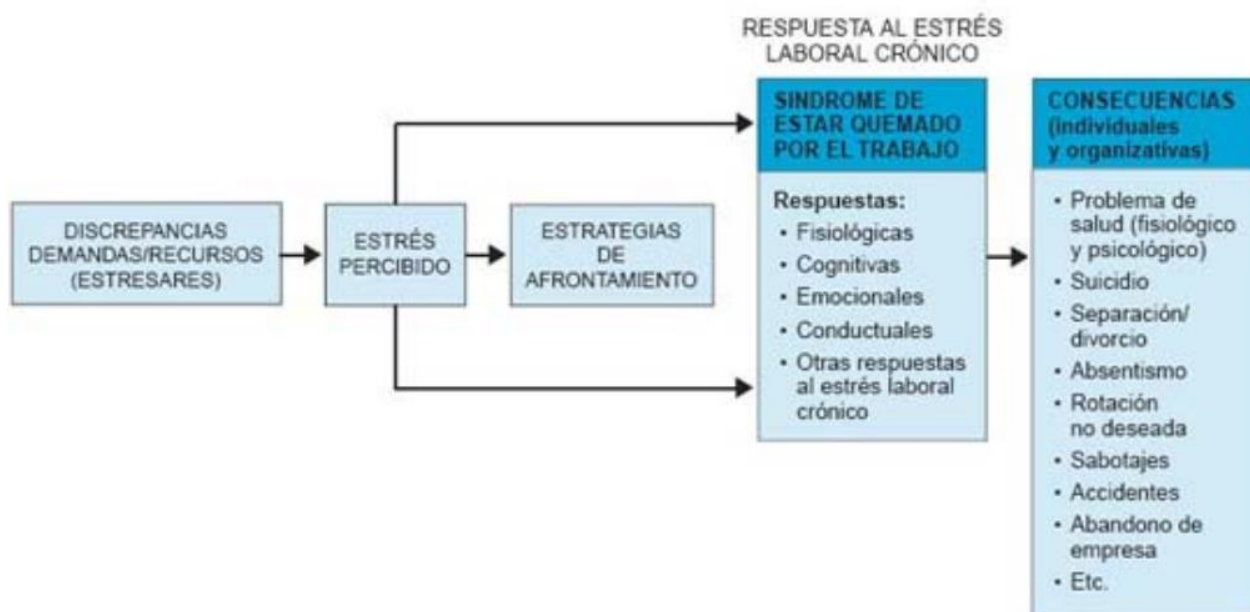 RESPUESTA AL ESTRÉS
LABORAL CRÓNICO
DISCREPANCIAS
DEMANDAS/RECURSOS
(ESTRESARES)
ESTRÉS
PERCIBIDO
ESTRATEGIAS
DE
AFRONTAMIENTO
SINDROME DE
ESTAR QUEMADO
POR EL TRABAJO
Respuestas:
• Fisiológicas
• Cognitivas
• Emocionales
• Conductuales
• Otras respuestas
al estrés laboral
crónico
CONSECUENCIAS
(individuales
y organizativas)
• Problema de
salud (fisiológico
y psicológico)
• Suicidio
• Separación/
divorcio
• Absentismo
• Rotación
no deseada
• Sabotajes
• Accidentes
• Abandono de
empresa
• Etc.